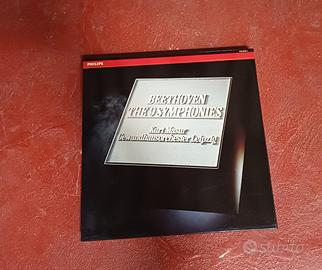 PHILIPS
BEETHOVEN
THE 9 SYMPHONIES
Kurt Masur
Gewandhausorchester Leipzig
subito